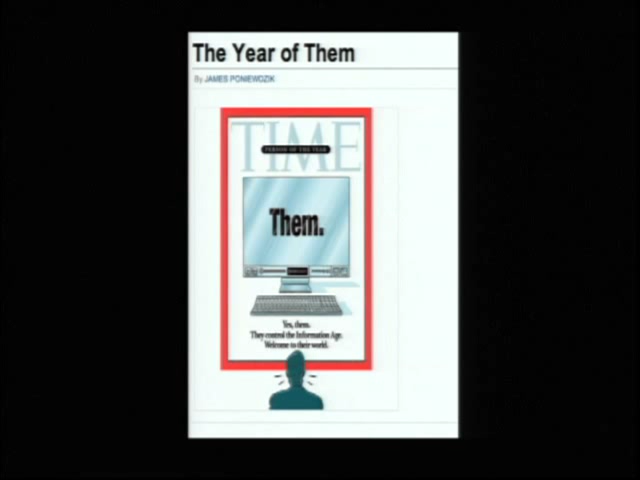 The Year of Them
By JAMES PONIEWOZIK
TIME
PERSON OF THE YEAR
Them.
Yes, them.
They control the Information Age.
Welcome to their world.